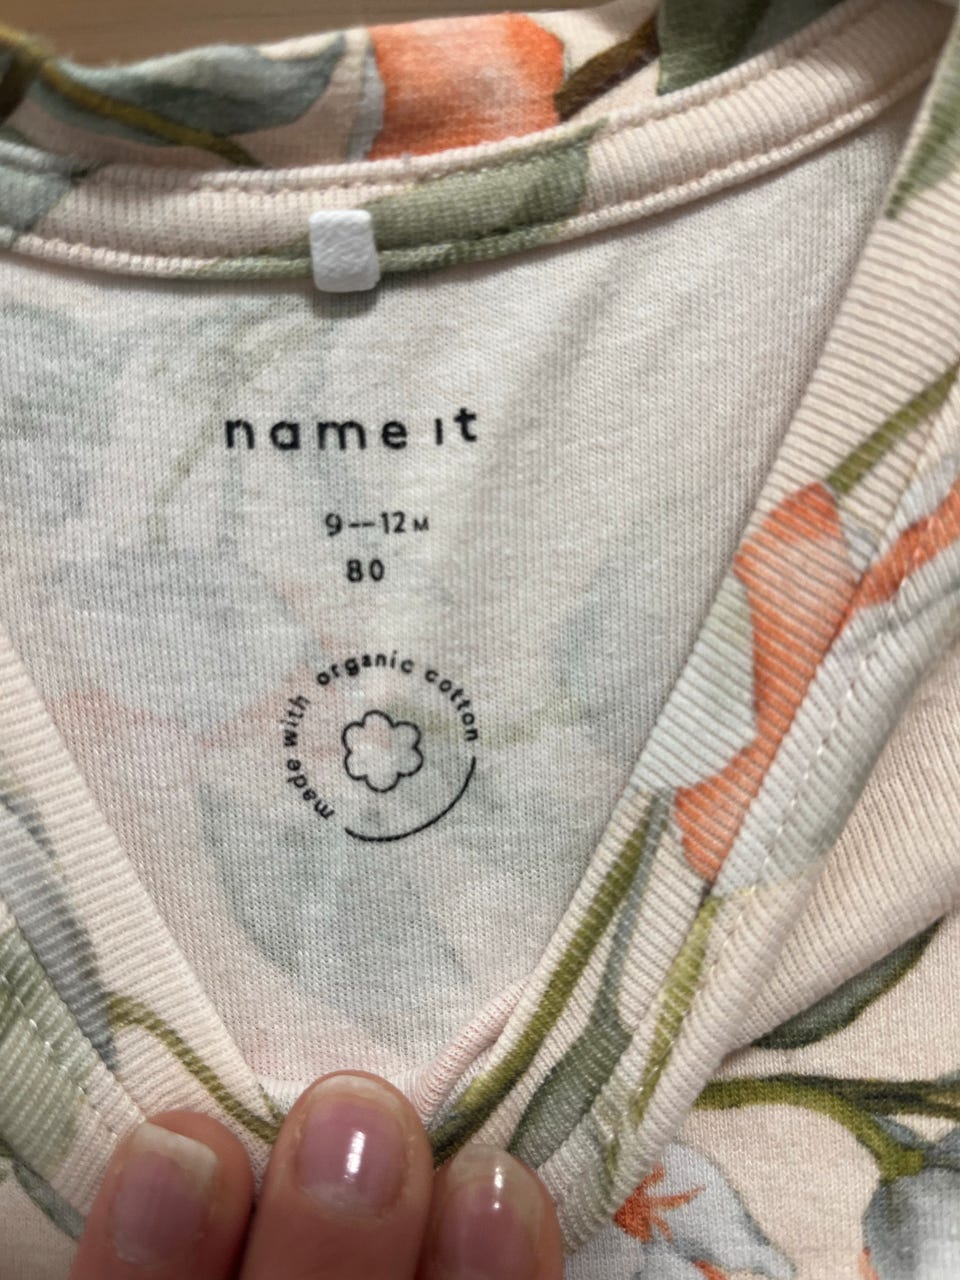 name it
9—12M
80
made with organic cotton